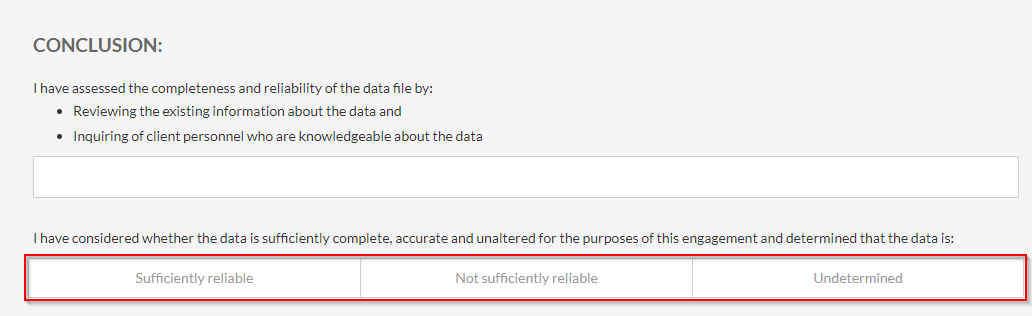 CONCLUSION:
I have assessed the completeness and reliability of the data file by:
• Reviewing the existing information about the data and
• Inquiring of client personnel who are knowledgeable about the data
I have considered whether the data is sufficiently complete, accurate and unaltered for the purposes of this engagement and determined that the data is:
Sufficiently reliable Not sufficiently reliable Undetermined